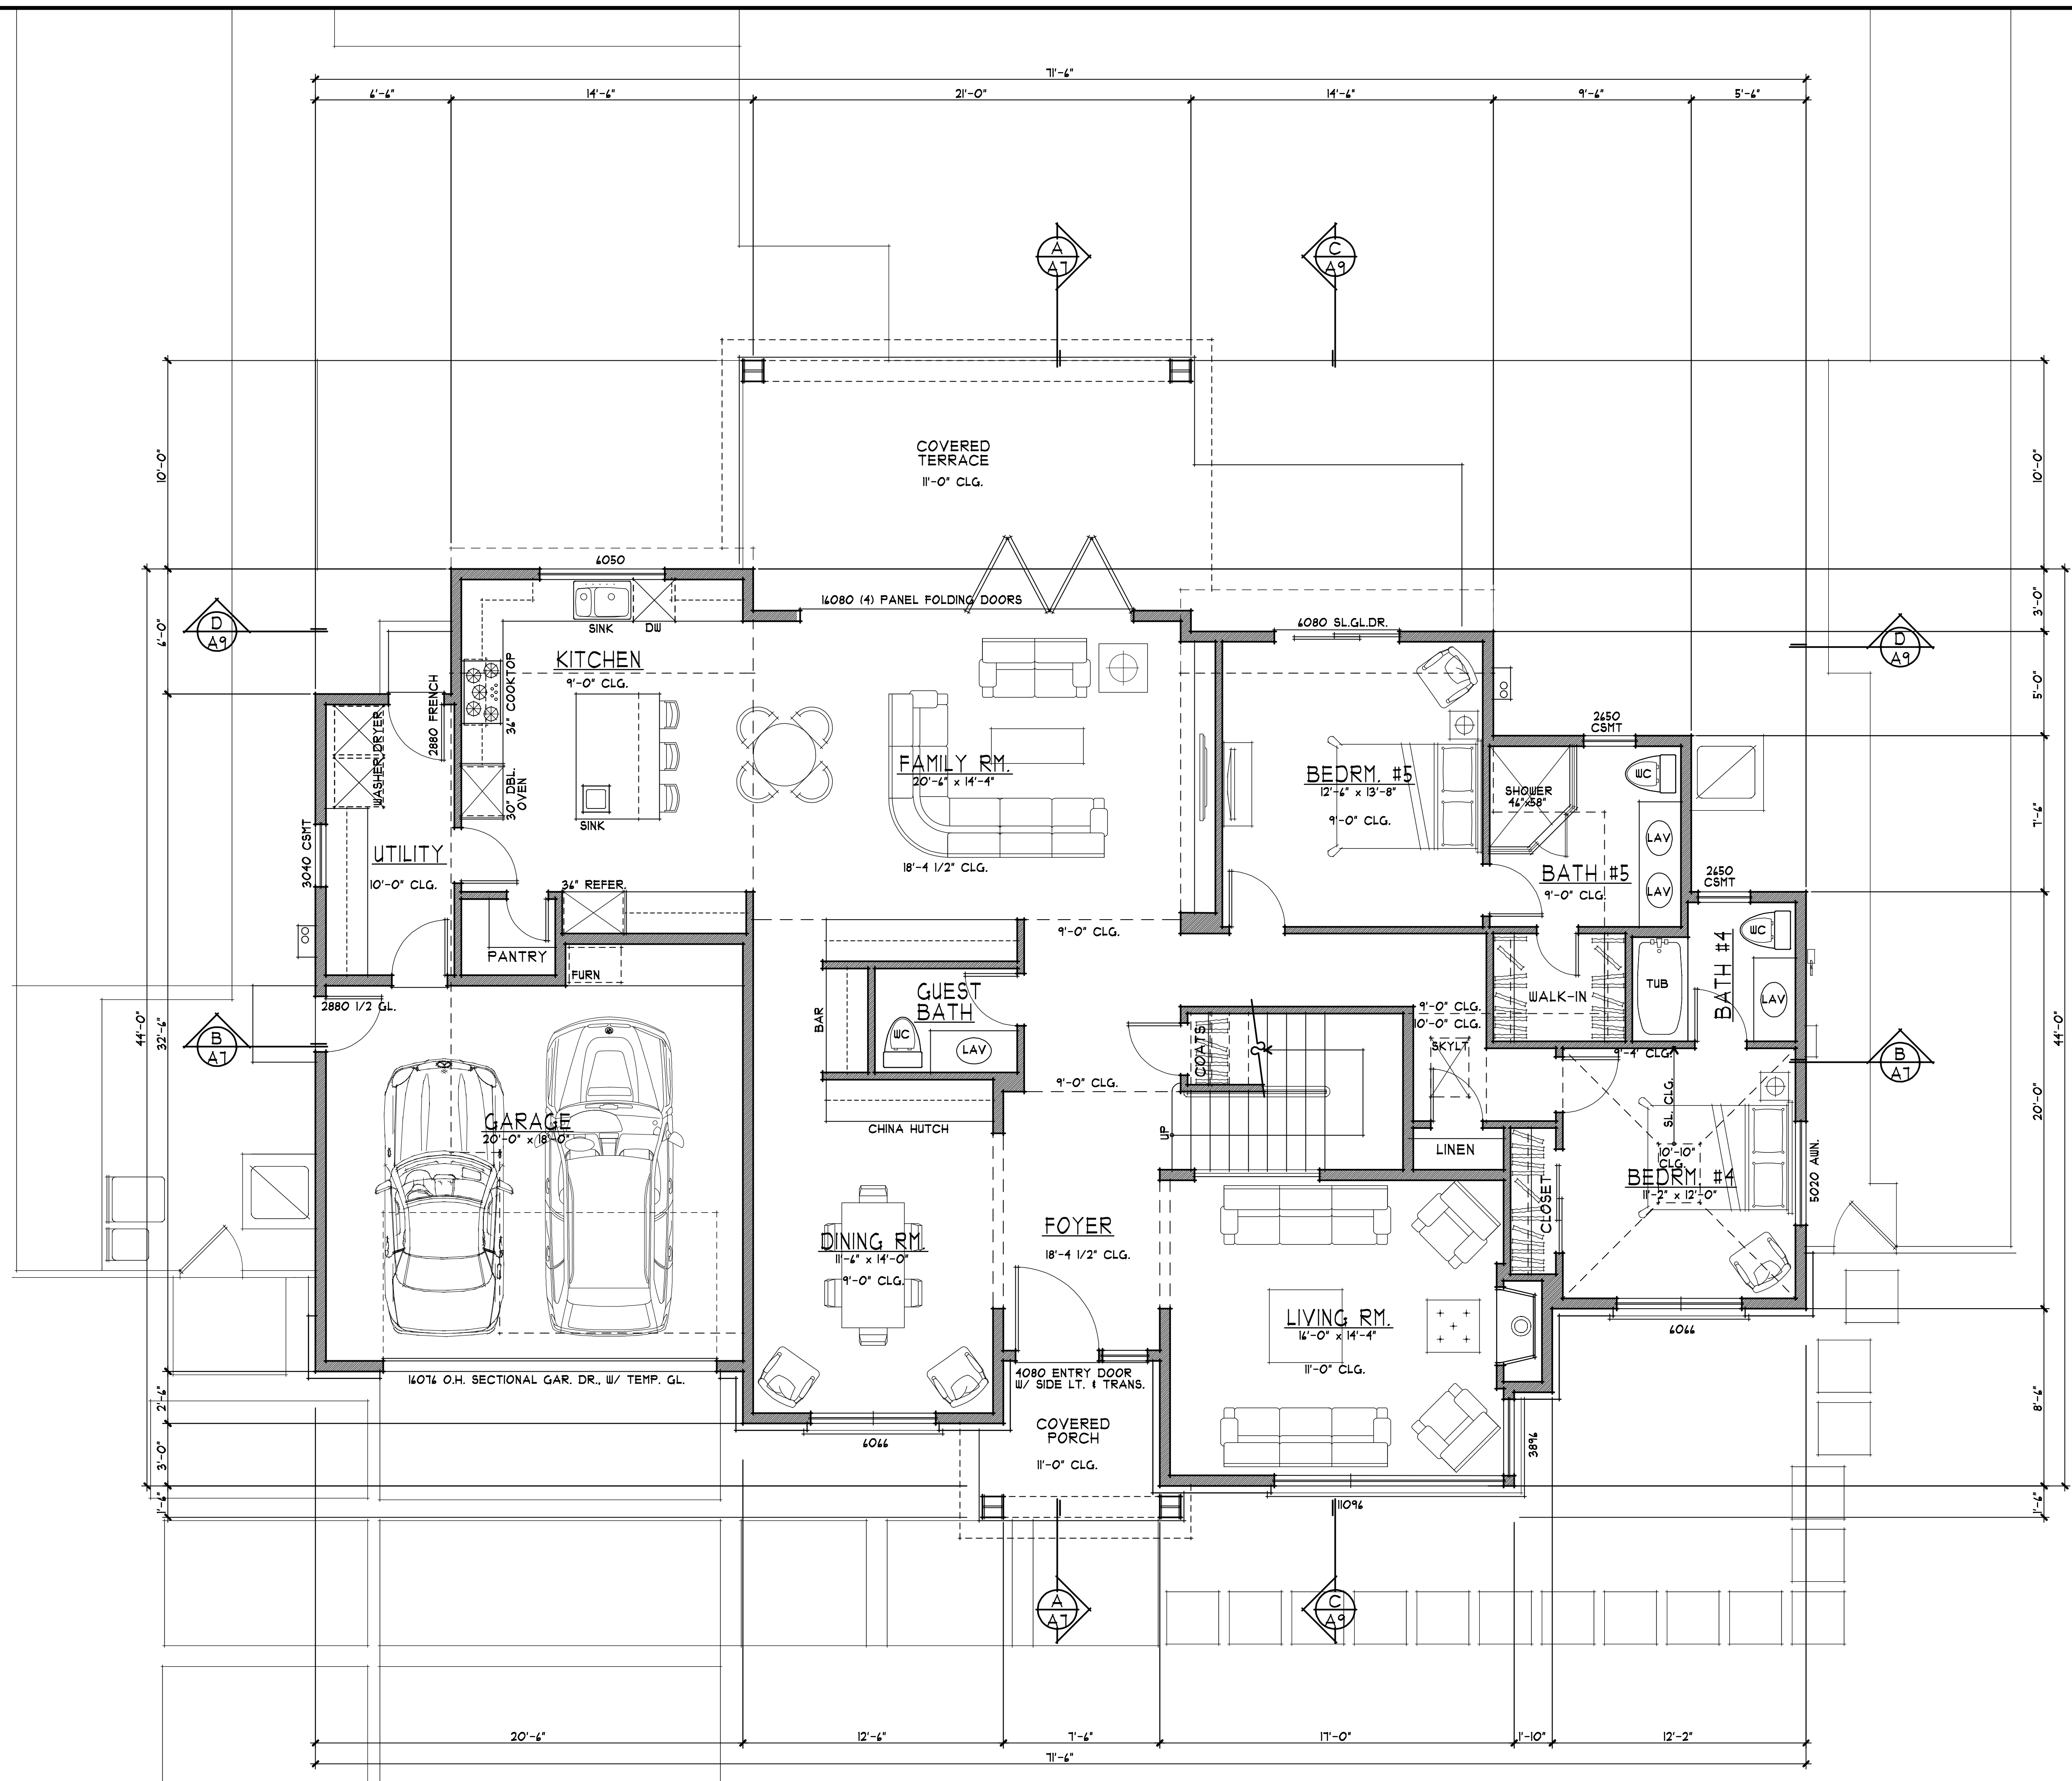 71'-6"
6'-6"
14'-6"
21'-0"
14'-6"
9'-6"
5'-6"
A
A7
C
A9
COVERED
TERRACE
11'-0" CLG.
10'-0"
10'-0"
6'-0"
3'-0"
5'-0"
7'-6"
D
A9
D
A9
6050
SINK
DW
16080 (4) PANEL FOLDING DOORS
6080 SL.GL.DR.
KITCHEN
9'-0" CLG.
36" COOKTOP
2880 FRENCH
WASHER/DRYER
30" DBL.
OVEN
SINK
3040 CSMT
UTILITY
10'-0" CLG.
36" REFER.
PANTRY
FURN
FAMILY RM.
20'-6" x 14'-4"
18'-4 1/2" CLG.
BEDRM. #5
12'-6" x 13'-8"
9'-0" CLG.
2650
CSMT
SHOWER
46"x58"
WC
LAV
LAV
BATH #5
9'-0" CLG.
2650
CSMT
WC
BATH #4
LAV
TUB
WALK-IN
9'-0" CLG.
2880 1/2 GL.
44'-0"
32'-6"
44'-0"
20'-0"
B
A7
B
A7
BAR
GUEST
BATH
WC
LAV
COATS
9'-0" CLG.
10'-0" CLG.
SKYLT
9'-4" CLG.
SL. CLG.
9'-0" CLG.
CHINA HUTCH
UP
LINEN
GARAGE
20'-0" x 18'-0"
CLOSET
10'-10"
CLG.
BEDRM. #4
11'-2" x 12'-0"
5020 AWN.
DINING RM.
11'-6" x 14'-0"
9'-0" CLG.
FOYER
18'-4 1/2" CLG.
LIVING RM.
16'-0" x 14'-4"
11'-0" CLG.
6066
16076 O.H. SECTIONAL GAR. DR., W/ TEMP. GL.
4080 ENTRY DOOR
W/ SIDE LT. & TRANS.
6066
COVERED
PORCH
11'-0" CLG.
3896
11096
2'-6"
3'-0"
1'-6"
8'-6"
1'-6"
A
A7
C
A9
20'-6"
12'-6"
7'-6"
17'-0"
1'-10"
12'-2"
71'-6"